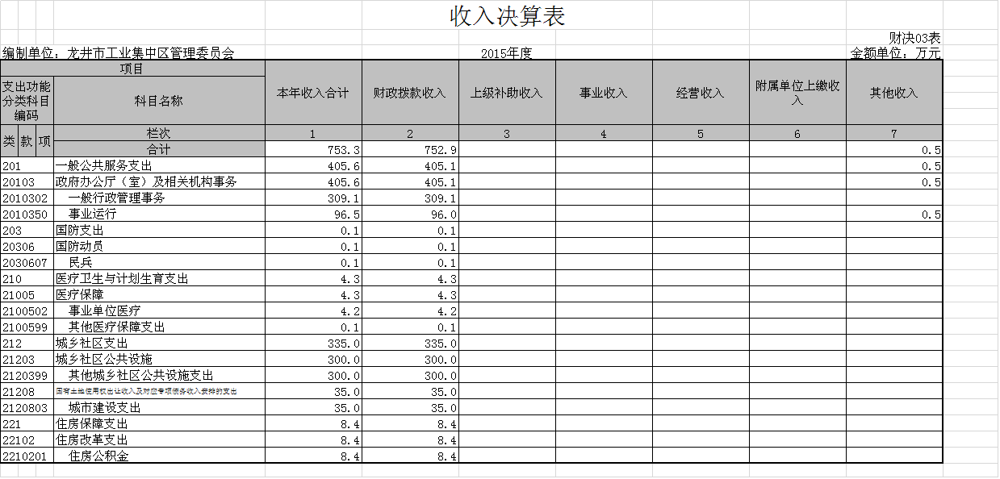 收入决算表
财决03表
编制单位：龙井市工业集中区管理委员会 2015年度 金额单位：万元
项目 本年收入合计 财政拨款收入 上级补助收入 事业收入 经营收入 附属单位上缴收入 其他收入
支出功能分类科目编码 科目名称
类 款 项 栏次 1 2 3 4 5 6 7
合计 753.3 752.9 0.5
201 一般公共服务支出 405.6 405.1 0.5
20103 政府办公厅（室）及相关机构事务 405.6 405.1 0.5
2010302 一般行政管理事务 309.1 309.1
2010350 事业运行 96.5 96.0 0.5
203 国防支出 0.1 0.1
20306 国防动员 0.1 0.1
2030607 民兵 0.1 0.1
210 医疗卫生与计划生育支出 4.3 4.3
21005 医疗保障 4.3 4.3
2100502 事业单位医疗 4.2 4.2
2100599 其他医疗保障支出 0.1 0.1
212 城乡社区支出 335.0 335.0
21203 城乡社区公共设施 300.0 300.0
2120399 其他城乡社区公共设施支出 300.0 300.0
21208 国有土地使用权出让收入及对应专项债务收入安排的支出 35.0 35.0
2120803 城市建设支出 35.0 35.0
221 住房保障支出 8.4 8.4
22102 住房改革支出 8.4 8.4
2210201 住房公积金 8.4 8.4